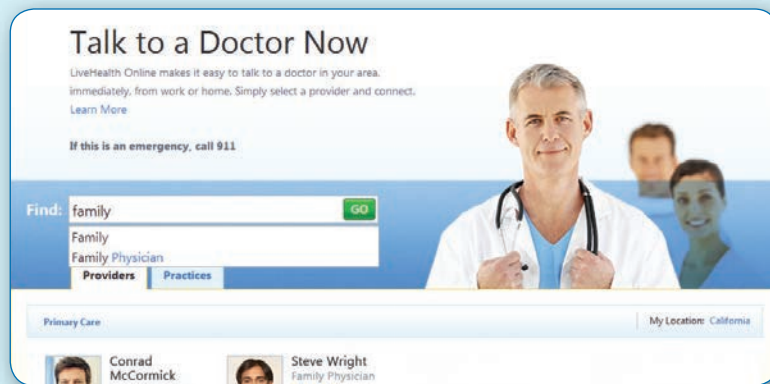 Talk to a Doctor Now
LiveHealth Online makes it easy to talk to a doctor in your area,
immediately, from work or home. Simply select a provider and connect.
Learn More
If this is an emergency, call 911
Find: family GO
Family
Family Physician
Providers Practices
Primary Care My Location: California
Conrad
McCormick
Steve Wright
Family Physician